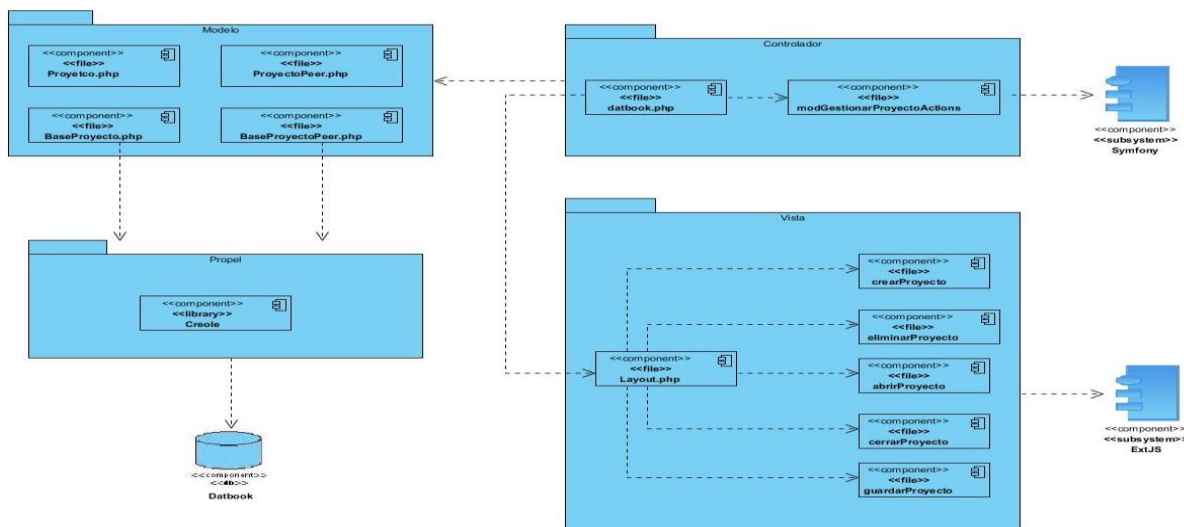 Modelo
<<component>>
<<file>>
Proyetco.php
<<component>>
<<file>>
ProyectoPeer.php
<<component>>
<<file>>
BaseProyecto.php
<<component>>
<<file>>
BaseProyectoPeer.php
Controlador
<<component>>
<<file>>
datbook.php
<<component>>
<<file>>
modGestionarProyectoActions
<<component>>
<<subsystem>>
Symfony
Propel
<<component>>
<<library>>
Creole
<<component>>
<<db>>
Datbook
Vista
<<component>>
<<file>>
Layout.php
<<component>>
<<file>>
crearProyecto
<<component>>
<<file>>
eliminarProyecto
<<component>>
<<file>>
abrirProyecto
<<component>>
<<file>>
cerrarProyecto
<<component>>
<<file>>
guardarProyecto
<<component>>
<<subsystem>>
ExtJS